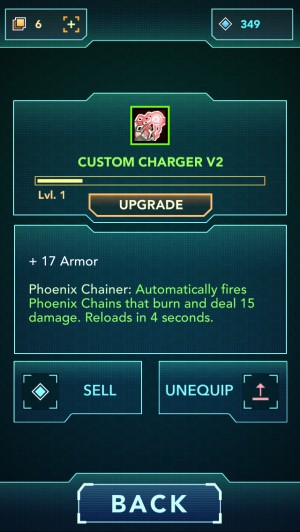 6
349
CUSTOM CHARGER V2
Lvl. 1
UPGRADE
+ 17 Armor
Phoenix Chainer: Automatically fires
Phoenix Chains that burn and deal 15
damage. Reloads in 4 seconds.
SELL
UNEQUIP
BACK